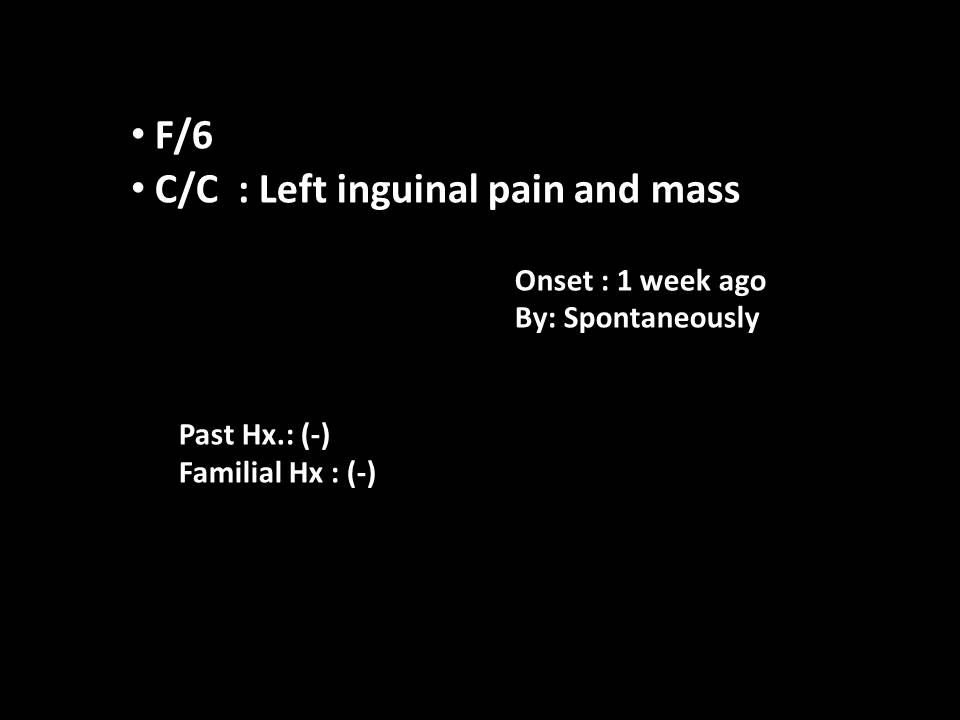 • F/6
• C/C : Left inguinal pain and mass
Onset : 1 week ago
By: Spontaneously
Past Hx.: (-)
Familial Hx : (-)